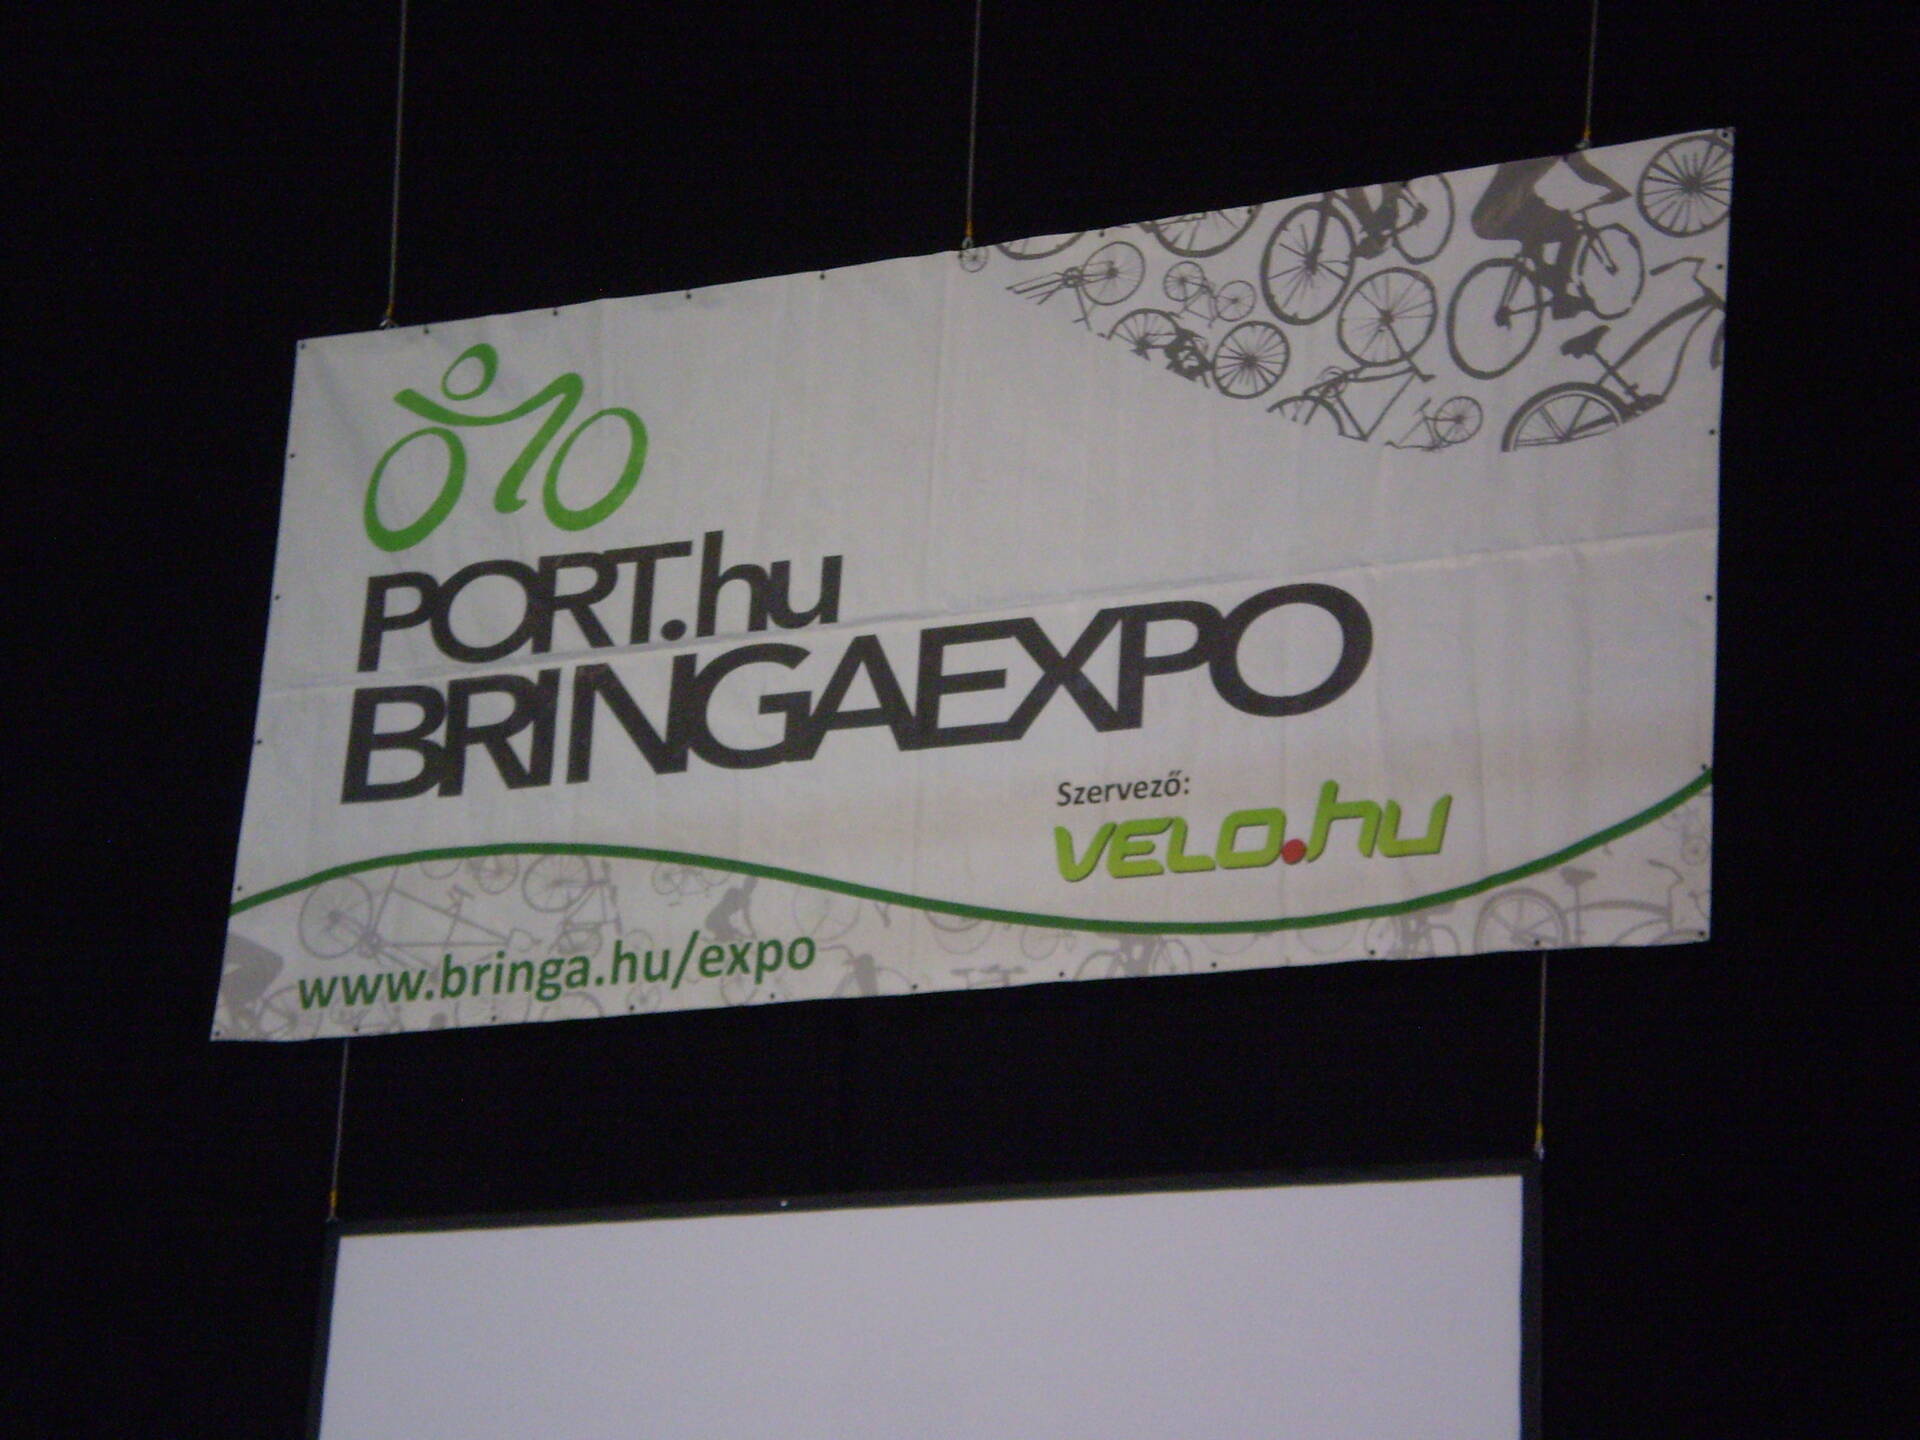 PORT.hu
BRINGAEXPO
Szervező:
VELO.hu
www.bringa.hu/expo